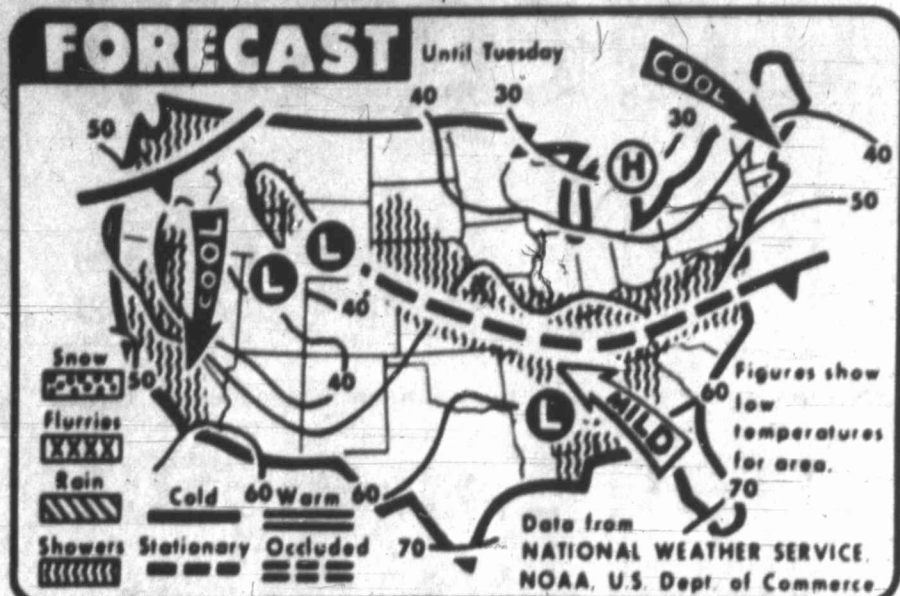 FORECAST
Until Tuesday
COOL
50
40
30
30
40
H
50
COOL
L
L
40
Snow
50
40
L
MILD
60
Figures show
low
temperatures
for area.
Flurries
XXXX
Rain
60
60
70
Cold
Warm
Showers
Stationary
Occluded
70
Data from
NATIONAL WEATHER SERVICE,
NOAA, U.S. Dept. of Commerce